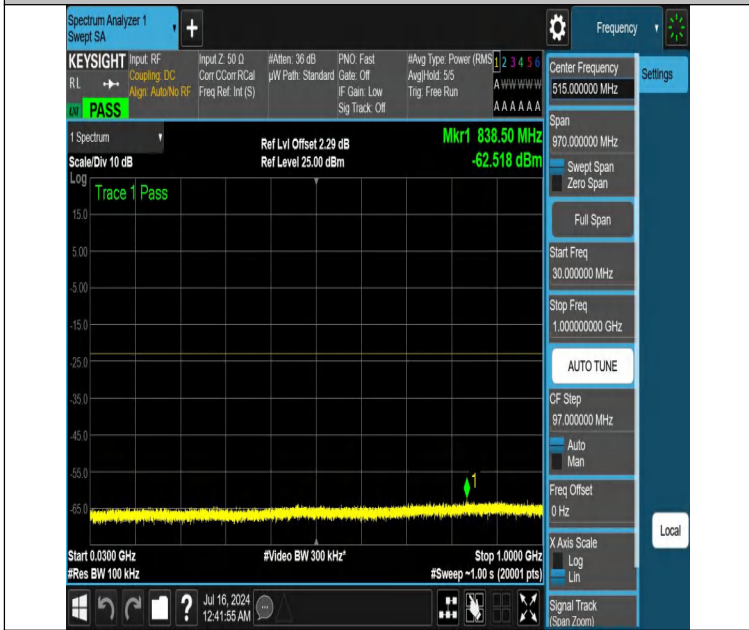 Spectrum Analyzer 1
Swept SA
+
Frequency
KEYSIGHT
RL
PASS
Input: RF
Coupling: DC
Align: Auto/No RF
Input Z: 50 Ω
Corr CCorr RCal
Freq Ref: Int (S)
#Atten: 36 dB
µW Path: Standard
PNO: Fast
Gate: Off
IF Gain: Low
Sig Track: Off
#Avg Type: Power (RMS
Avg|Hold: 5/5
Trig: Free Run
1 2 3 4 5 6
A W W W W W
A A A A A A
1 Spectrum
Scale/Div 10 dB
Ref Lvl Offset 2.29 dB
Ref Level 25.00 dBm
Mkr1 838.50 MHz
-62.518 dBm
Log
Trace 1 Pass
15.0
5.00
-5.00
-15.0
-25.0
-35.0
-45.0
-55.0
-65.0
1
Start 0.0300 GHz
#Res BW 100 kHz
#Video BW 300 kHz*
Stop 1.0000 GHz
#Sweep ~1.00 s (20001 pts)
Center Frequency
515.000000 MHz
Settings
Span
970.000000 MHz
Swept Span
Zero Span
Full Span
Start Freq
30.000000 MHz
Stop Freq
1.000000000 GHz
AUTO TUNE
CF Step
97.000000 MHz
Auto
Man
Freq Offset
0 Hz
X Axis Scale
Log
Lin
Local
Signal Track
(Span Zoom)
?
Jul 16, 2024
12:41:55 AM